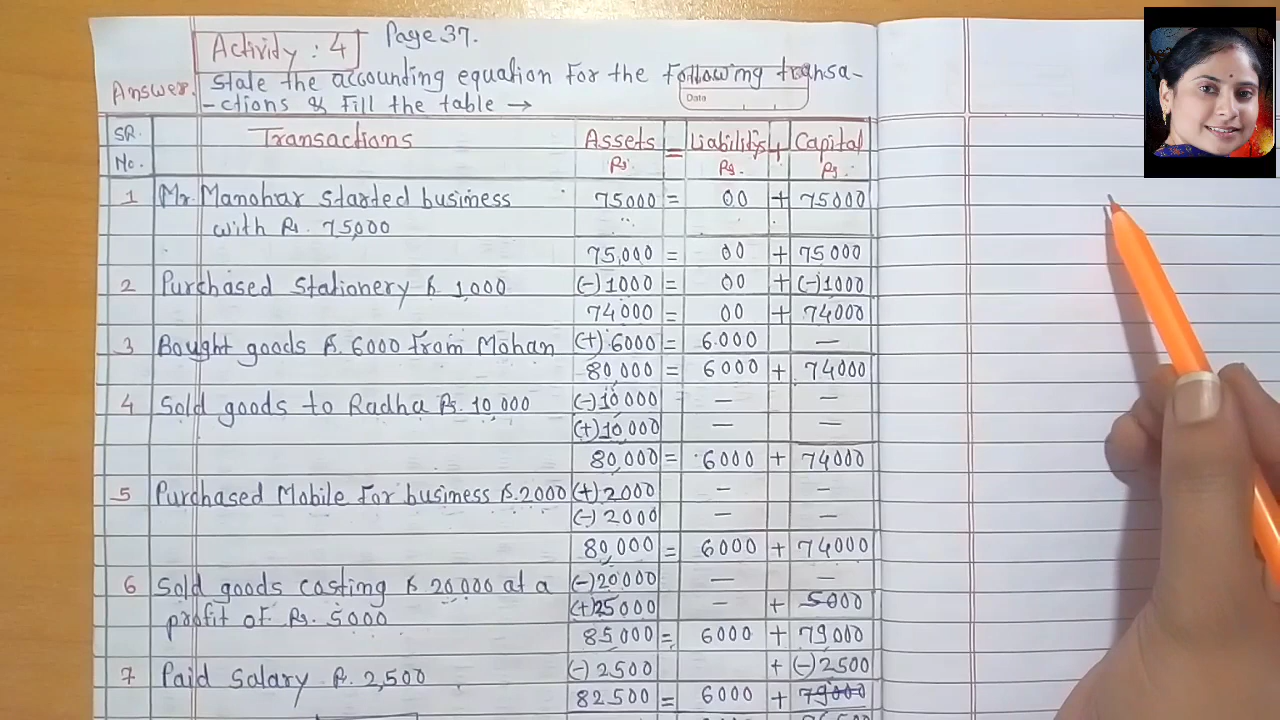 Activity : 4 Page 37.
Answer. State the accounting equation For the Following transa-
-ctions & Fill the table →
Data
SR. No. Transactions Assets Rs. = Liabilitys Rs. + Capital Rs.
1 Mr. Manohar started business 75000 = 00 + 75000
with Rs. 75,000
75,000 = 00 + 75000
2 Purchased Stationery Rs 1,000 (-) 1000 = 00 + (-) 1000
74000 = 00 + 74000
3 Bought goods Rs. 6000 From Mohan (+) 6000 = 6.000 —
80,000 = 6000 + 74000
4 Sold goods to Radha Rs. 10,000 (-) 10000 — —
(+) 10,000 — —
80,000 = 6000 + 74000
5 Purchased Mobile For business Rs.2000 (+) 2000 — —
(-) 2000 — —
80,000 = 6000 + 74000
6 Sold goods costing Rs 20,000 at a (-) 20000 — —
profit of Rs. 5000 (+) 25000 — + 5000
85,000 = 6000 + 79000
7 Paid Salary Rs. 2,500 (-) 2500 + (-) 2500
82500 = 6000 + 79000